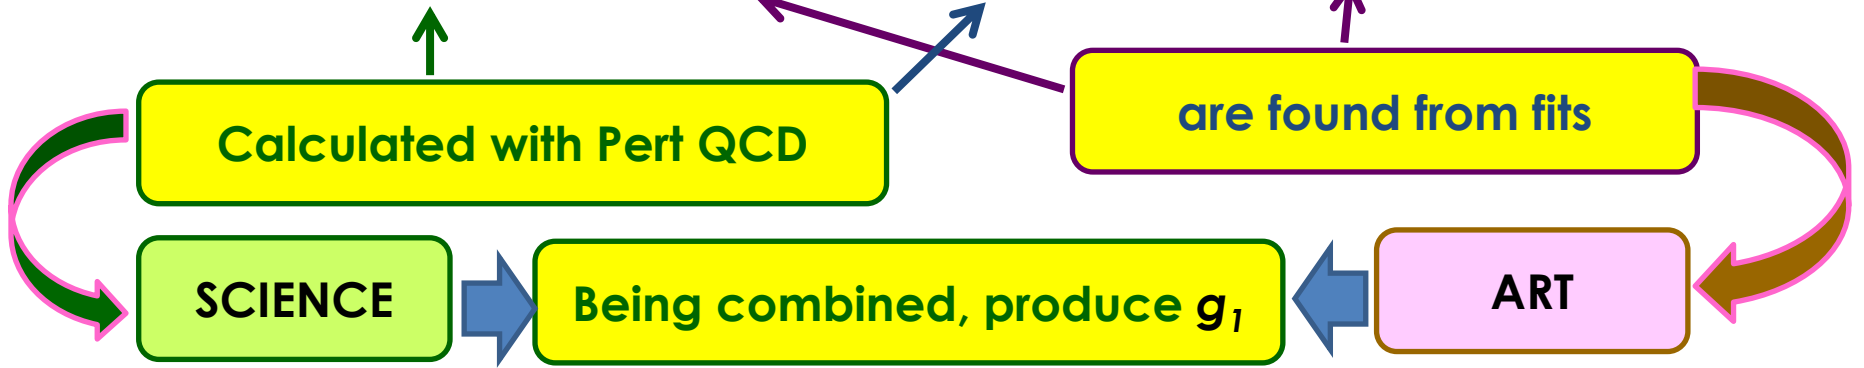 are found from fits
Calculated with Pert QCD
SCIENCE
Being combined, produce g1
ART